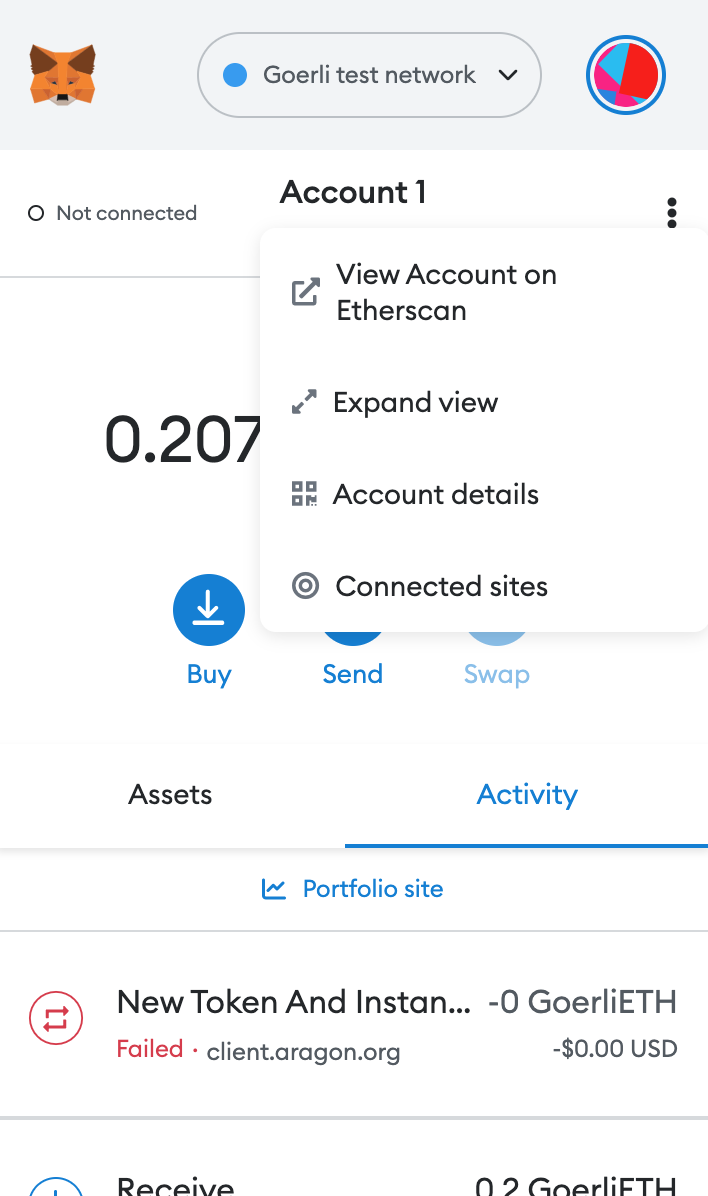 Goerli test network
Account 1
Not connected
View Account on
Etherscan
Expand view
Account details
Connected sites
0.207
Buy
Send
Swap
Assets
Activity
Portfolio site
New Token And Instan... -0 GoerliETH
Failed · client.aragon.org -$0.00 USD
Receive 0.2 GoerliETH